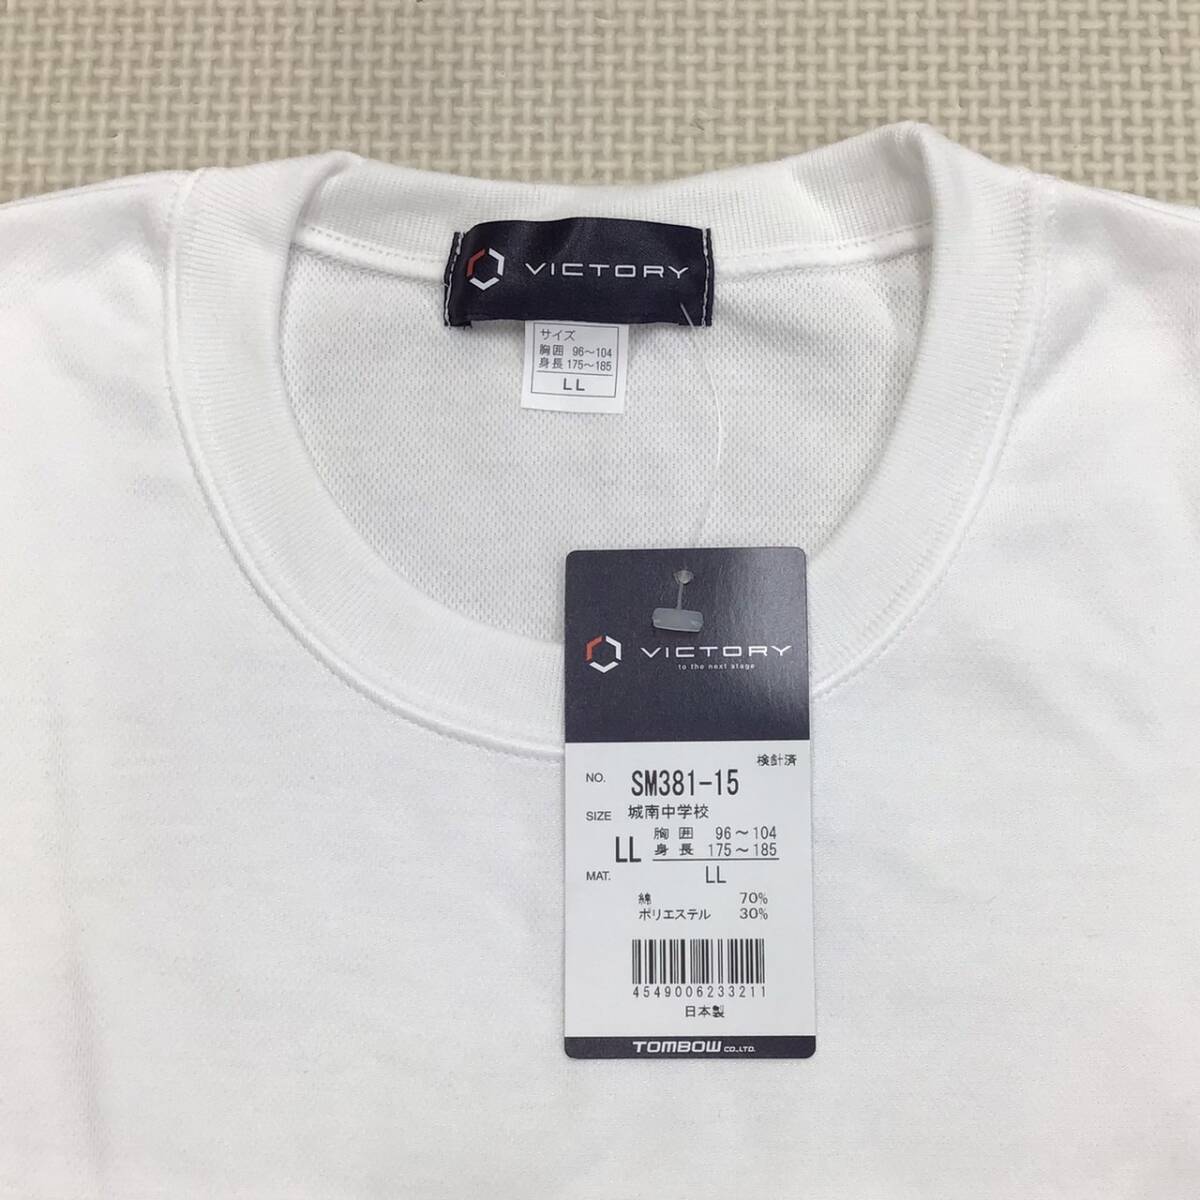 VICTORY
サイズ
胸囲 96～104
身長 175～185
LL
VICTORY
to the next stage
検針済
NO. SM381-15
SIZE 城南中学校
LL 胸囲 96～104
身長 175～185
MAT. LL
綿 70%
ポリエステル 30%
4549006233211
日本製
TOMBOW CO.,LTD.